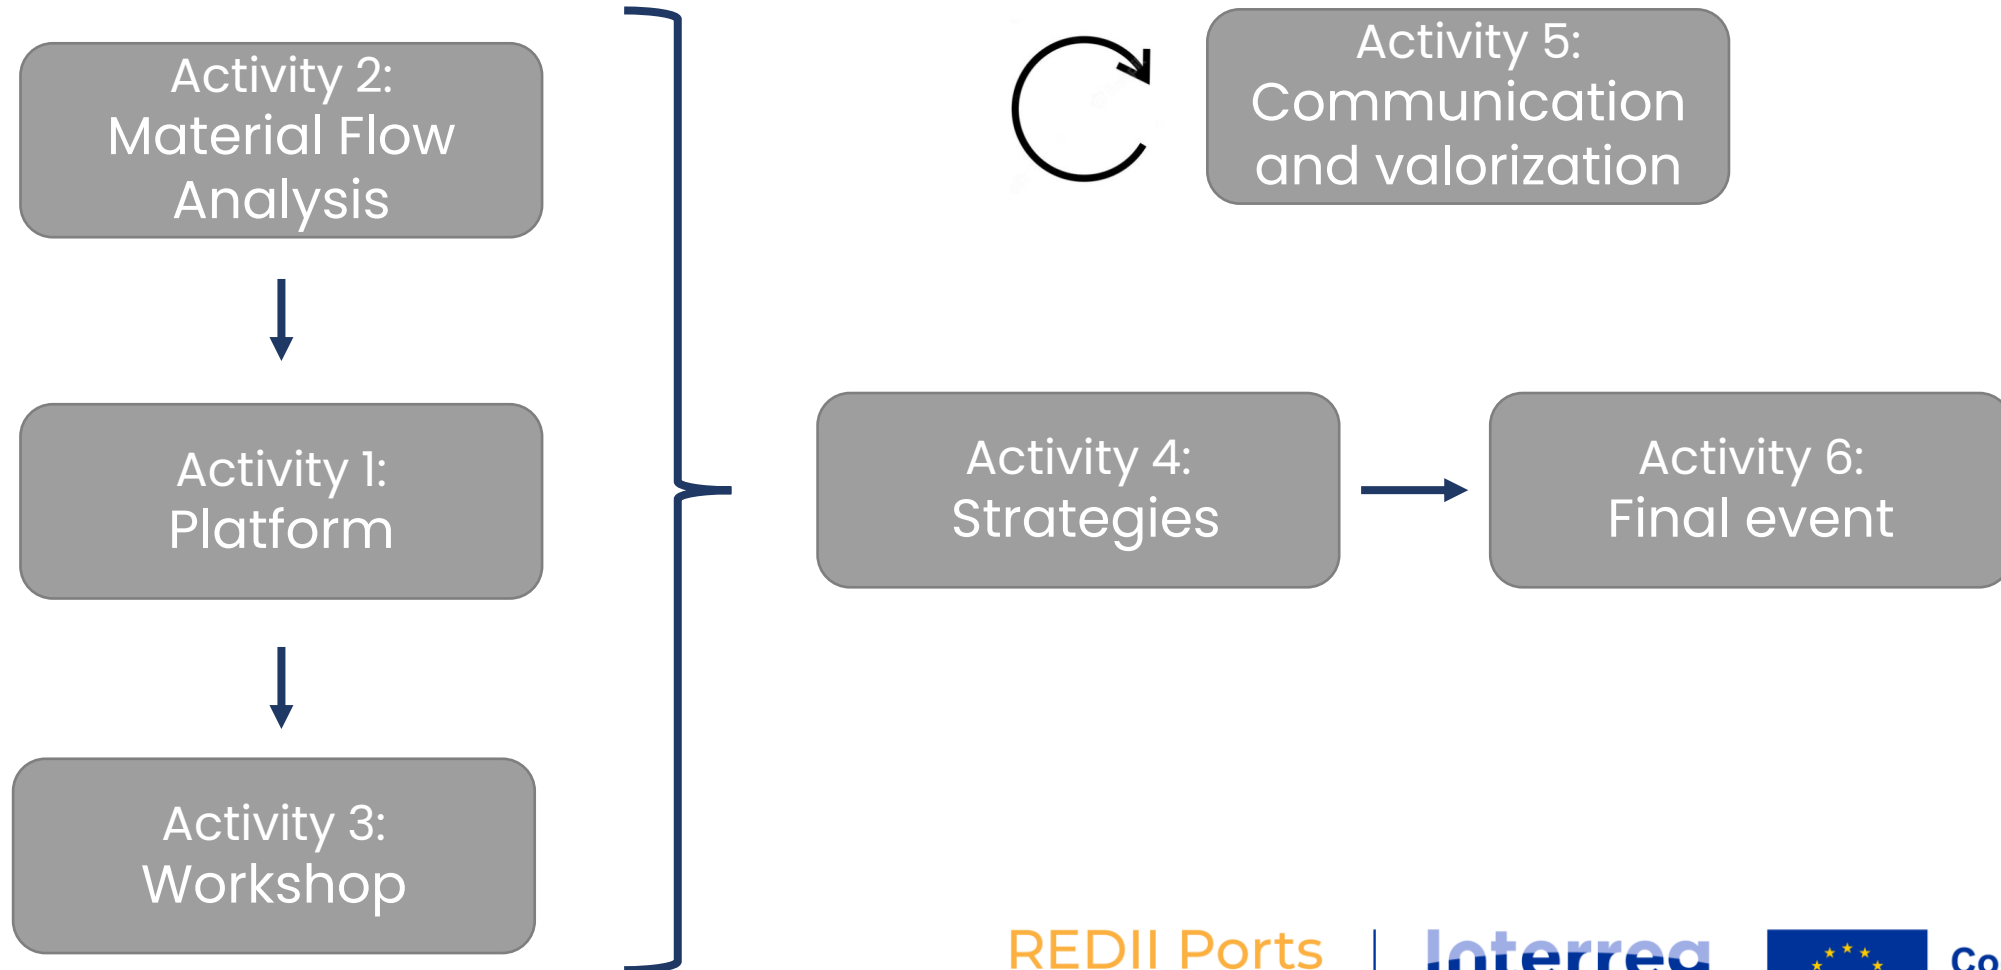 Activity 2:
Material Flow
Analysis
Activity 1:
Platform
Activity 3:
Workshop
Activity 5:
Communication
and valorization
Activity 4:
Strategies
Activity 6:
Final event
REDII Ports
Interreg
Co